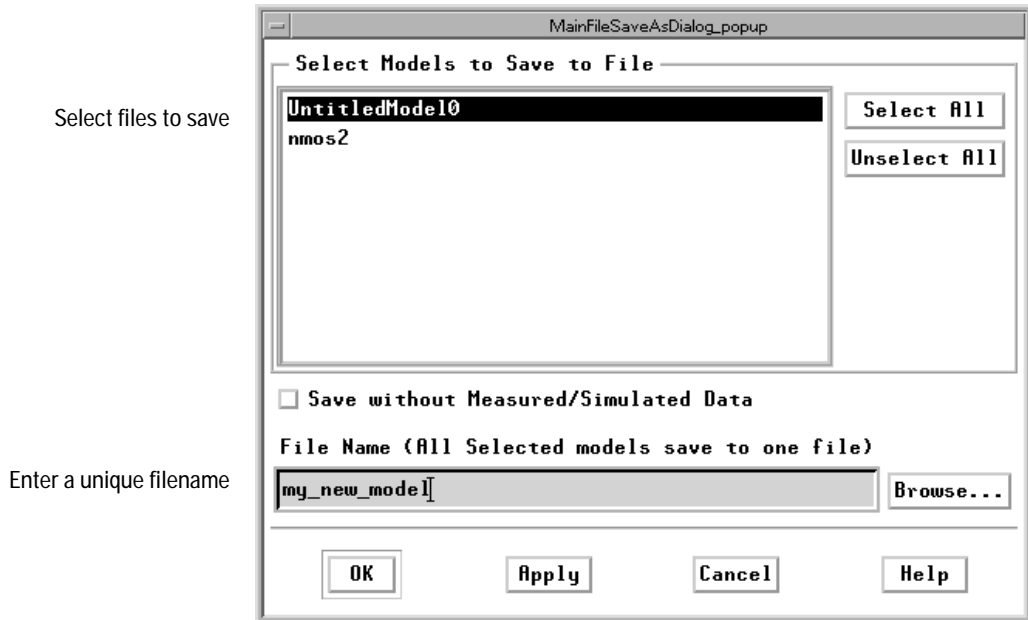 MainFileSaveAsDialog_popup
Select Models to Save to File
Select files to save
UntitledModel0
nmos2
Select All
Unselect All
Save without Measured/Simulated Data
File Name (All Selected models save to one file)
Enter a unique filename
my_new_model
Browse...
OK
Apply
Cancel
Help